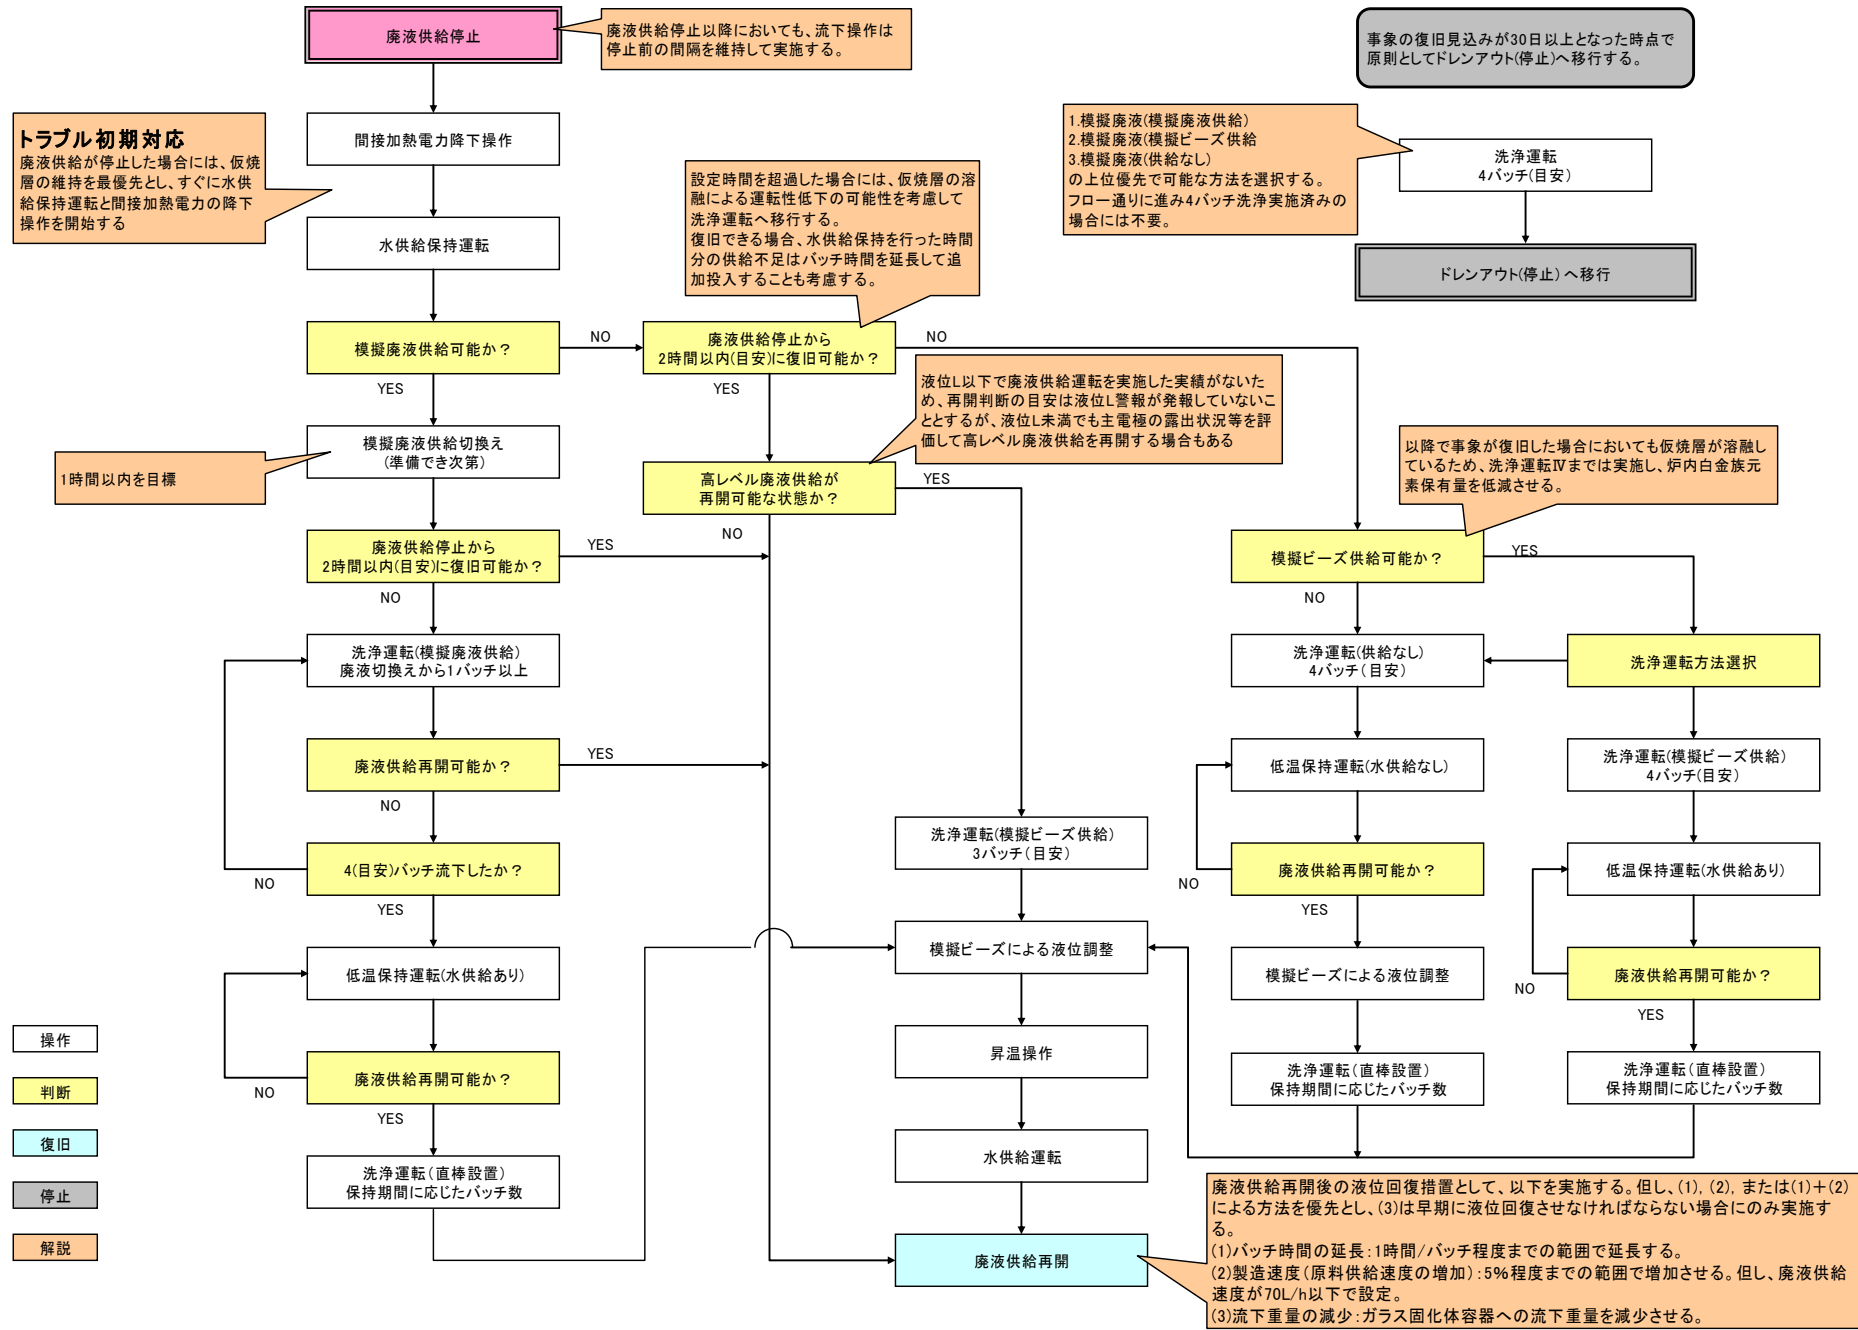 廃液供給停止
廃液供給停止以降においても、流下操作は
停止前の間隔を維持して実施する。
事象の復旧見込みが30日以上となった時点で
原則としてドレンアウト(停止)へ移行する。
トラブル初期対応
廃液供給が停止した場合には、仮焼
層の維持を最優先とし、すぐに水供
給保持運転と間接加熱電力の降下
操作を開始する
間接加熱電力降下操作
水供給保持運転
1.模擬廃液(模擬廃液供給)
2.模擬廃液(模擬ビーズ供給
3.模擬廃液(供給なし)
の上位優先で可能な方法を選択する。
フロー通りに進み4バッチ洗浄実施済みの
場合には不要。
洗浄運転
4バッチ(目安)
ドレンアウト(停止)へ移行
設定時間を超過した場合には、仮焼層の溶
融による運転性低下の可能性を考慮して
洗浄運転へ移行する。
復旧できる場合、水供給保持を行った時間
分の供給不足はバッチ時間を延長して追
加投入することも考慮する。
模擬廃液供給可能か?
NO
YES
廃液供給停止から
2時間以内(目安)に復旧可能か?
NO
YES
液位L以下で廃液供給運転を実施した実績がないた
め、再開判断の目安は液位L警報が発報していないこ
ととするが、液位L未満でも主電極の露出状況等を評
価して高レベル廃液供給を再開する場合もある
模擬廃液供給切換え
(準備でき次第)
1時間以内を目標
高レベル廃液供給が
再開可能な状態か?
YES
NO
以降で事象が復旧した場合においても仮焼層が溶融し
ているため、洗浄運転Ⅳまでは実施し、炉内白金族元
素保有量を低減させる。
廃液供給停止から
2時間以内(目安)に復旧可能か?
YES
NO
模擬ビーズ供給可能か?
YES
NO
洗浄運転(模擬廃液供給)
廃液切換えから1バッチ以上
洗浄運転(供給なし)
4バッチ(目安)
洗浄運転方法選択
廃液供給再開可能か?
YES
NO
低温保持運転(水供給なし)
洗浄運転(模擬ビーズ供給)
4バッチ(目安)
4(目安)バッチ流下したか?
NO
YES
洗浄運転(模擬ビーズ供給)
3バッチ(目安)
廃液供給再開可能か?
NO
YES
低温保持運転(水供給あり)
低温保持運転(水供給あり)
模擬ビーズによる液位調整
模擬ビーズによる液位調整
廃液供給再開可能か?
NO
YES
昇温操作
廃液供給再開可能か?
NO
YES
洗浄運転(直棒設置)
保持期間に応じたバッチ数
洗浄運転(直棒設置)
保持期間に応じたバッチ数
洗浄運転(直棒設置)
保持期間に応じたバッチ数
水供給運転
廃液供給再開
廃液供給再開後の液位回復措置として、以下を実施する。但し、(1), (2), または(1)+(2)
による方法を優先とし、(3)は早期に液位回復させなければならない場合にのみ実施す
る。
(1)バッチ時間の延長:1時間/バッチ程度までの範囲で延長する。
(2)製造速度(原料供給速度の増加):5%程度までの範囲で増加させる。但し、廃液供給
速度が70L/h以下で設定。
(3)流下重量の減少:ガラス固化体容器への流下重量を減少させる。
操作
判断
復旧
停止
解説